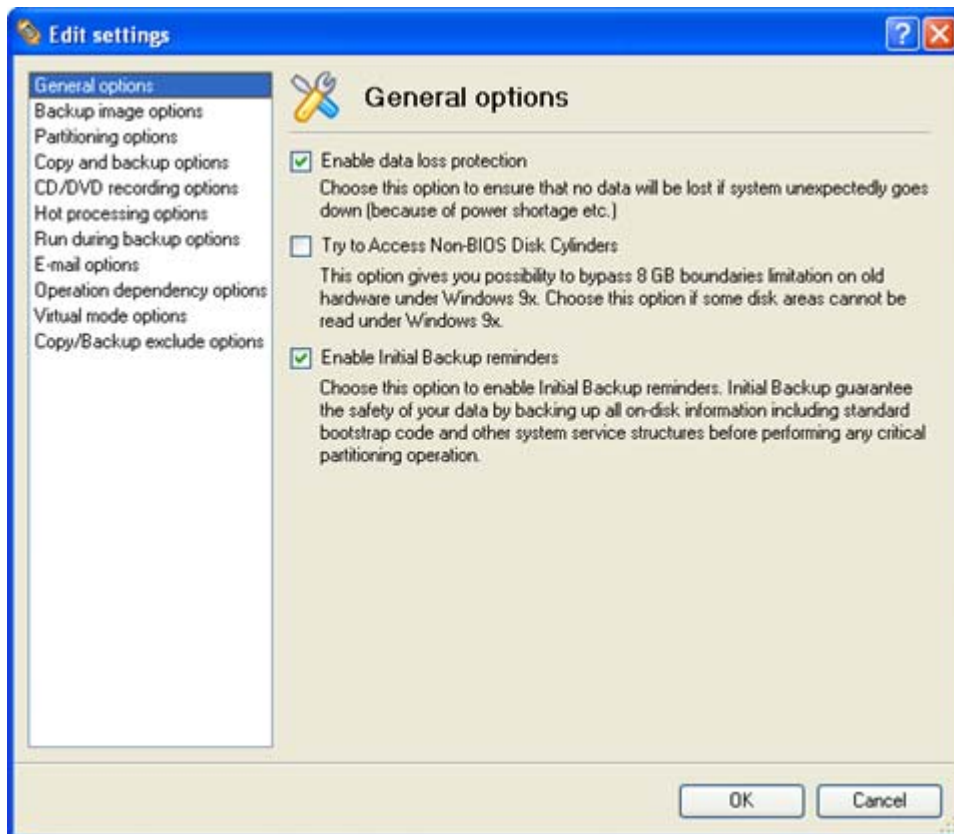 Edit settings
General options
Backup image options
Partitioning options
Copy and backup options
CD/DVD recording options
Hot processing options
Run during backup options
E-mail options
Operation dependency options
Virtual mode options
Copy/Backup exclude options
General options
Enable data loss protection
Choose this option to ensure that no data will be lost if system unexpectedly goes
down (because of power shortage etc.)
Try to Access Non-BIOS Disk Cylinders
This option gives you possibility to bypass 8 GB boundaries limitation on old
hardware under Windows 9x. Choose this option if some disk areas cannot be
read under Windows 9x.
Enable Initial Backup reminders
Choose this option to enable Initial Backup reminders. Initial Backup guarantee
the safety of your data by backing up all on-disk information including standard
bootstrap code and other system service structures before performing any critical
partitioning operation.
OK
Cancel